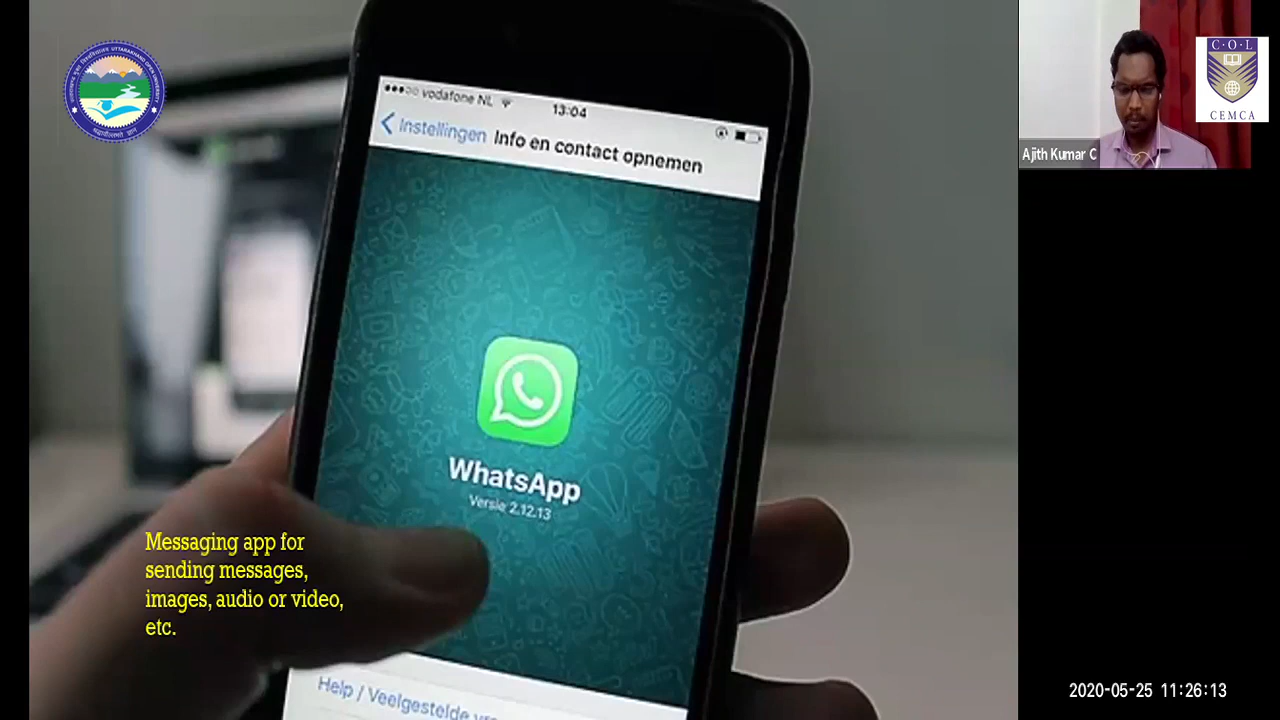 vodafone NL
13:04
Instellingen
Info en contact opnemen
WhatsApp
Versie 2.12.13
Help / Veelgestelde
Messaging app for
sending messages,
images, audio or video,
etc.
C·O·L
CEMCA
Ajith Kumar C
2020-05-25 11:26:13